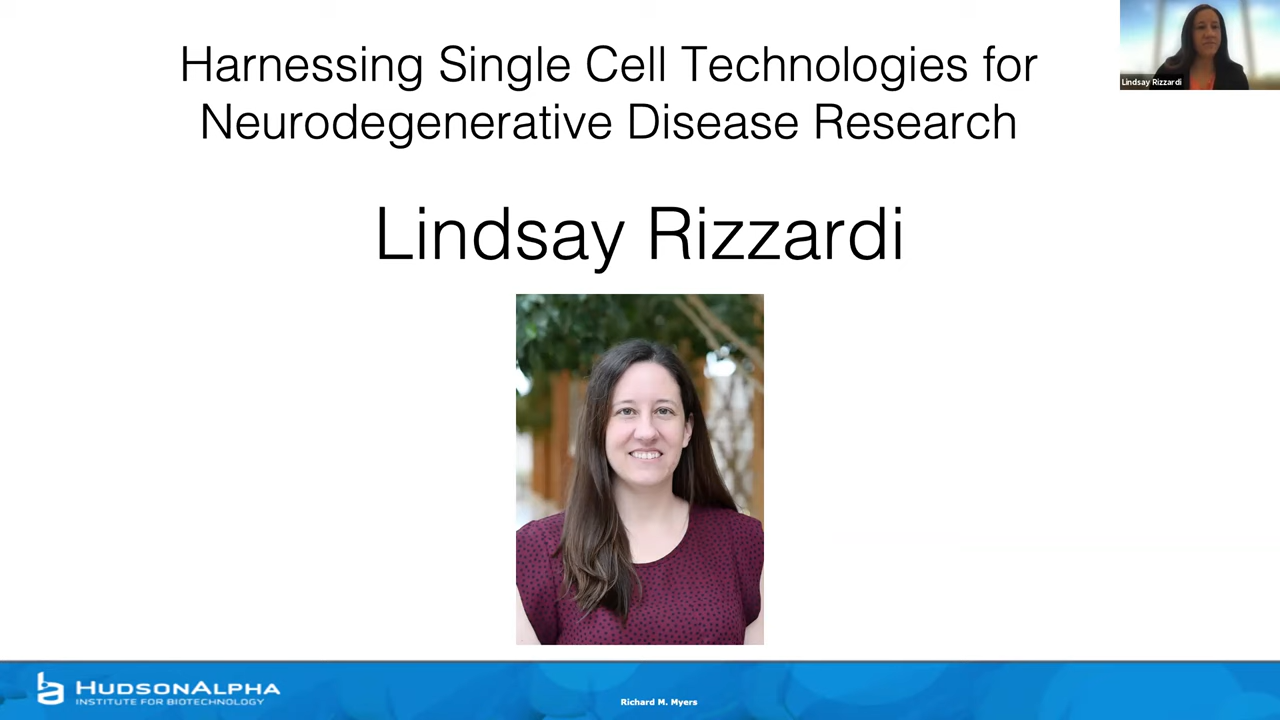 Harnessing Single Cell Technologies for
Neurodegenerative Disease Research
Lindsay Rizzardi
Lindsay Rizzardi
HUDSONALPHA
INSTITUTE FOR BIOTECHNOLOGY
Richard M. Myers